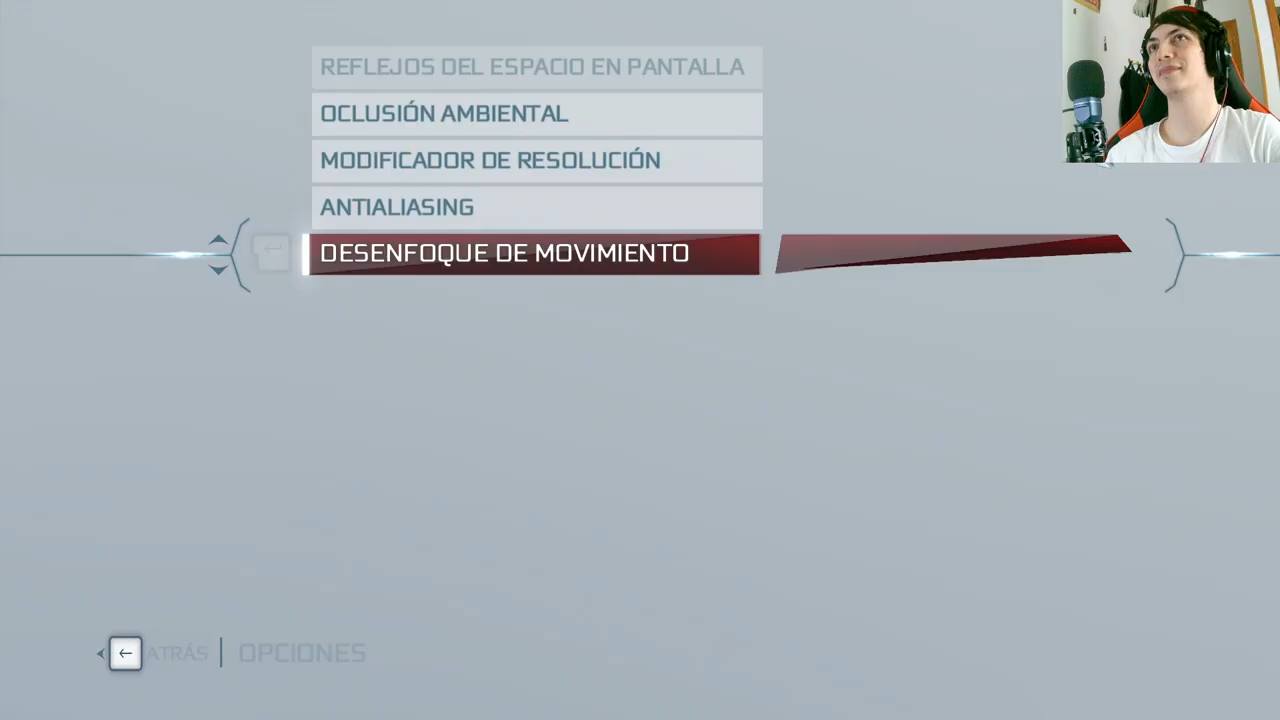 REFLEJOS DEL ESPACIO EN PANTALLA
OCLUSIÓN AMBIENTAL
MODIFICADOR DE RESOLUCIÓN
ANTIALIASING
DESENFOQUE DE MOVIMIENTO
ATRÁS | OPCIONES